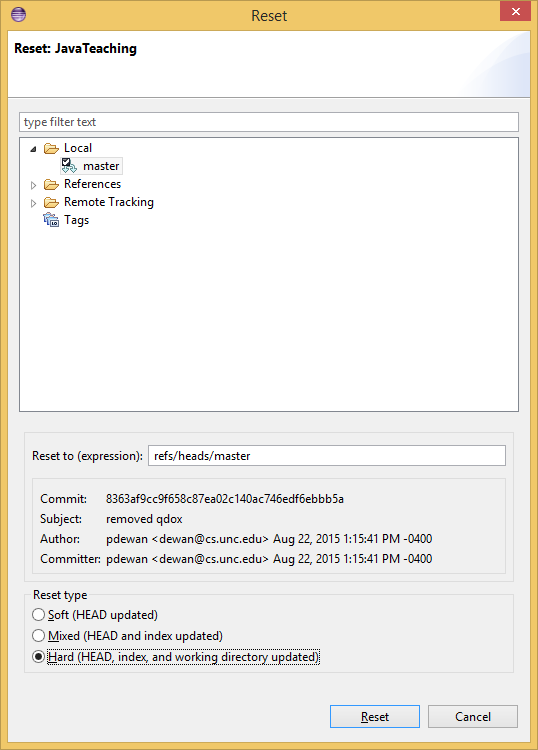 Reset
Reset: JavaTeaching
type filter text
Local
master
References
Remote Tracking
Tags
Reset to (expression): refs/heads/master
Commit: 8363af9cc9f658c87ea02c140ac746edf6ebbb5a
Subject: removed qdox
Author: pdewan <dewan@cs.unc.edu> Aug 22, 2015 1:15:41 PM -0400
Committer: pdewan <dewan@cs.unc.edu> Aug 22, 2015 1:15:41 PM -0400
Reset type
Soft (HEAD updated)
Mixed (HEAD and index updated)
Hard (HEAD, index, and working directory updated)
Reset Cancel